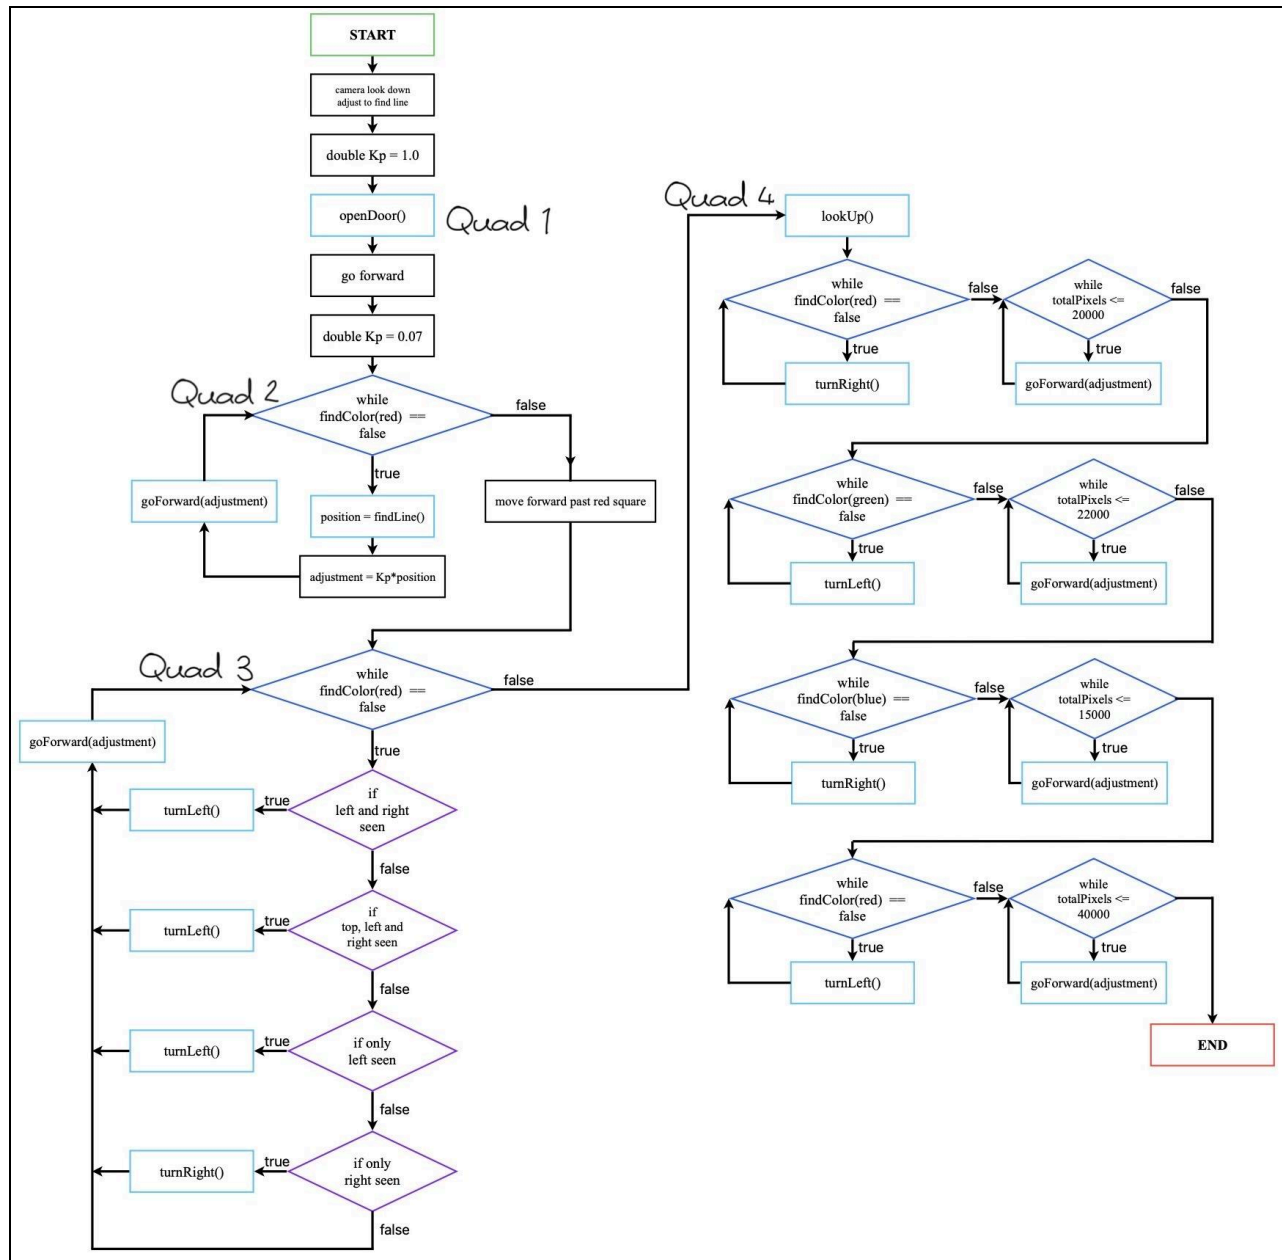 START
camera look down
adjust to find line
double Kp = 1.0
openDoor()
Quad 1
go forward
double Kp = 0.07
Quad 2
while
findColor(red) ==
false
false
true
goForward(adjustment)
position = findLine()
move forward past red square
adjustment = Kp*position
Quad 3
while
findColor(red) ==
false
false
true
goForward(adjustment)
if
left and right
seen
true
turnLeft()
false
if
top, left and
right seen
true
turnLeft()
false
if only
left seen
true
turnLeft()
false
if only
right seen
true
turnRight()
false
Quad 4
lookUp()
while
findColor(red) ==
false
false
true
turnRight()
while
totalPixels <=
20000
false
true
goForward(adjustment)
while
findColor(green) ==
false
false
true
turnLeft()
while
totalPixels <=
22000
false
true
goForward(adjustment)
while
findColor(blue) ==
false
false
true
turnRight()
while
totalPixels <=
15000
true
goForward(adjustment)
while
findColor(red) ==
false
false
true
turnLeft()
while
totalPixels <=
40000
true
goForward(adjustment)
END